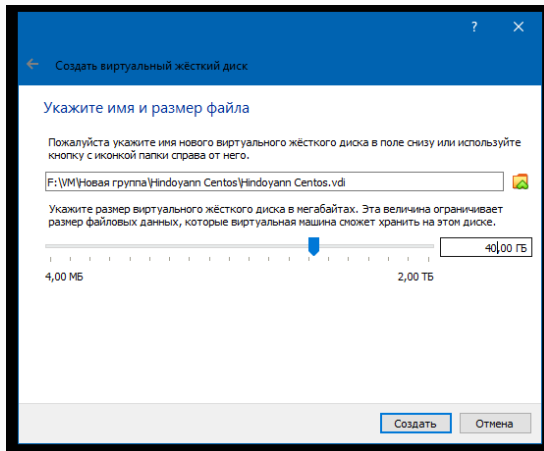 ?
Создать виртуальный жёсткий диск
Укажите имя и размер файла
Пожалуйста укажите имя нового виртуального жёсткого диска в поле снизу или используйте
кнопку с иконкой папки справа от него.
F:\VM\Новая группа\Hindoyann Centos\Hindoyann Centos.vdi
Укажите размер виртуального жёсткого диска в мегабайтах. Эта величина ограничивает
размер файловых данных, которые виртуальная машина сможет хранить на этом диске.
40,00 ГБ
4,00 МБ 2,00 ТБ
Создать Отмена